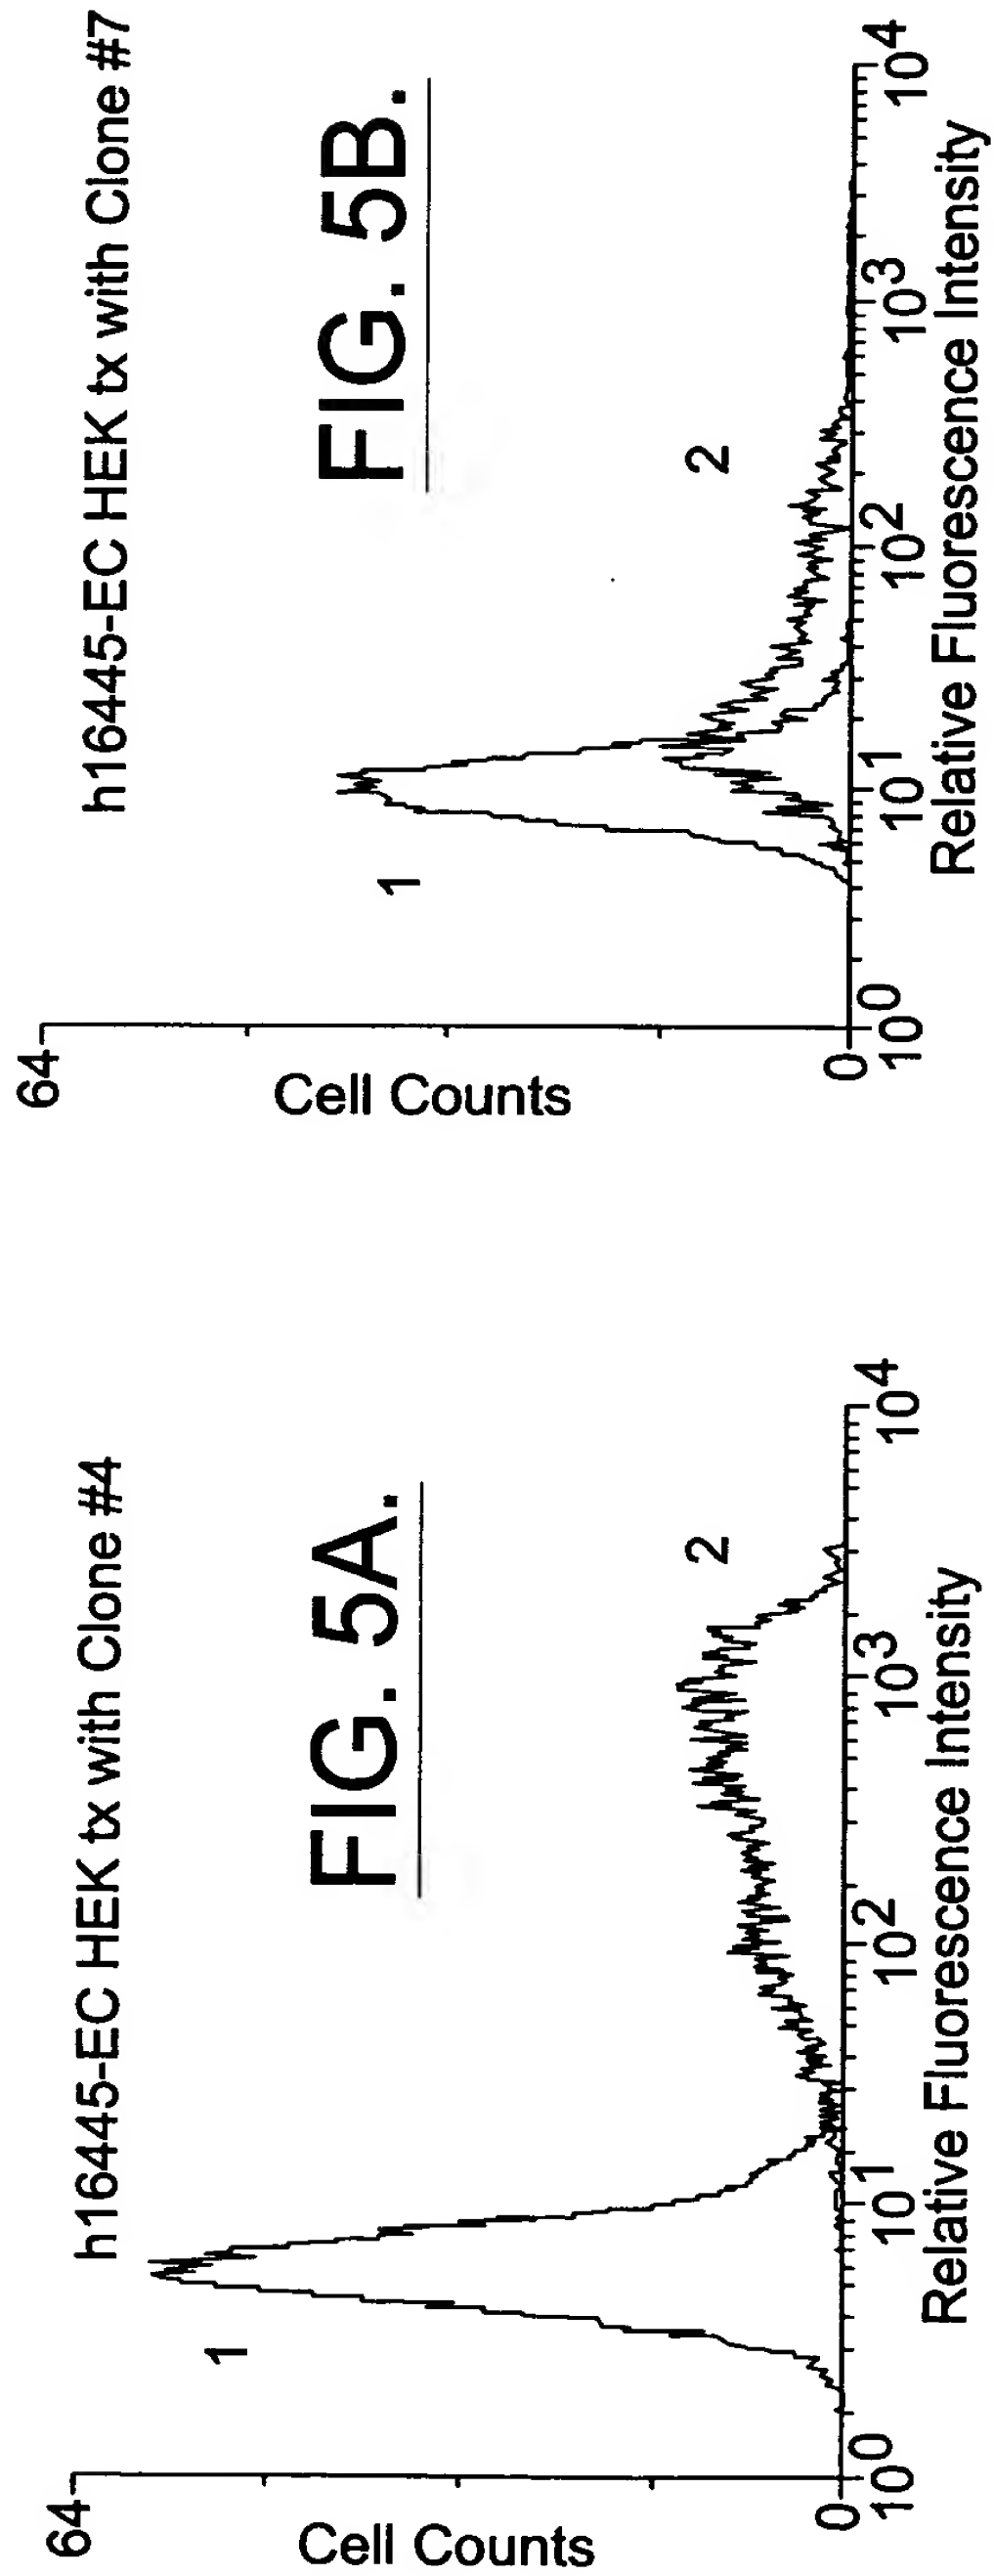 h16445-EC HEK tx with Clone #4
FIG. 5A.
64
Cell Counts
0
1
2
10^0 10^1 10^2 10^3 10^4
Relative Fluorescence Intensity
h16445-EC HEK tx with Clone #7
FIG. 5B.
64
Cell Counts
0
1
2
10^0 10^1 10^2 10^3 10^4
Relative Fluorescence Intensity